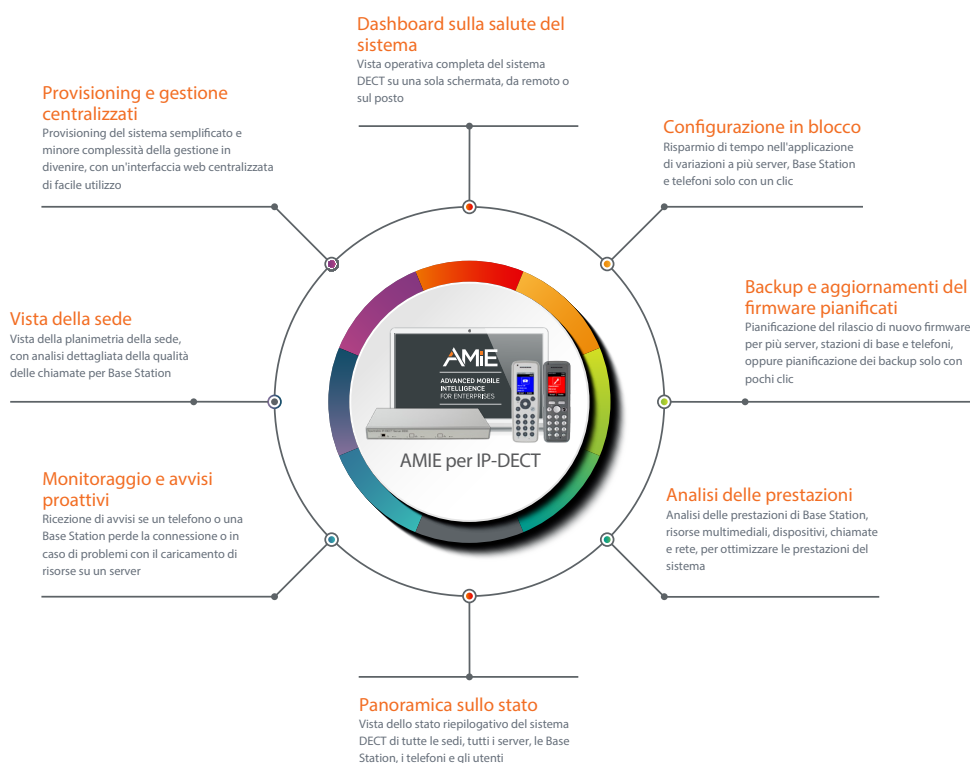 Dashboard sulla salute del
sistema
Vista operativa completa del sistema
DECT su una sola schermata, da remoto o
sul posto
Provisioning e gestione
centralizzati
Provisioning del sistema semplificato e
minore complessità della gestione in
divenire, con un'interfaccia web centralizzata
di facile utilizzo
Configurazione in blocco
Risparmio di tempo nell'applicazione
di variazioni a più server, Base Station
e telefoni solo con un clic
Backup e aggiornamenti del
firmware pianificati
Pianificazione del rilascio di nuovo firmware
per più server, stazioni di base e telefoni,
oppure pianificazione dei backup solo con
pochi clic
Vista della sede
Vista della planimetria della sede,
con analisi dettagliata della qualità
delle chiamate per Base Station
AMiE
ADVANCED MOBILE
INTELLIGENCE
FOR ENTERPRISES
AMIE per IP-DECT
Monitoraggio e avvisi
proattivi
Ricezione di avvisi se un telefono o una
Base Station perde la connessione o in
caso di problemi con il caricamento di
risorse su un server
Analisi delle prestazioni
Analisi delle prestazioni di Base Station,
risorse multimediali, dispositivi, chiamate
e rete, per ottimizzare le prestazioni del
sistema
Panoramica sullo stato
Vista dello stato riepilogativo del sistema
DECT di tutte le sedi, tutti i server, le Base
Station, i telefoni e gli utenti